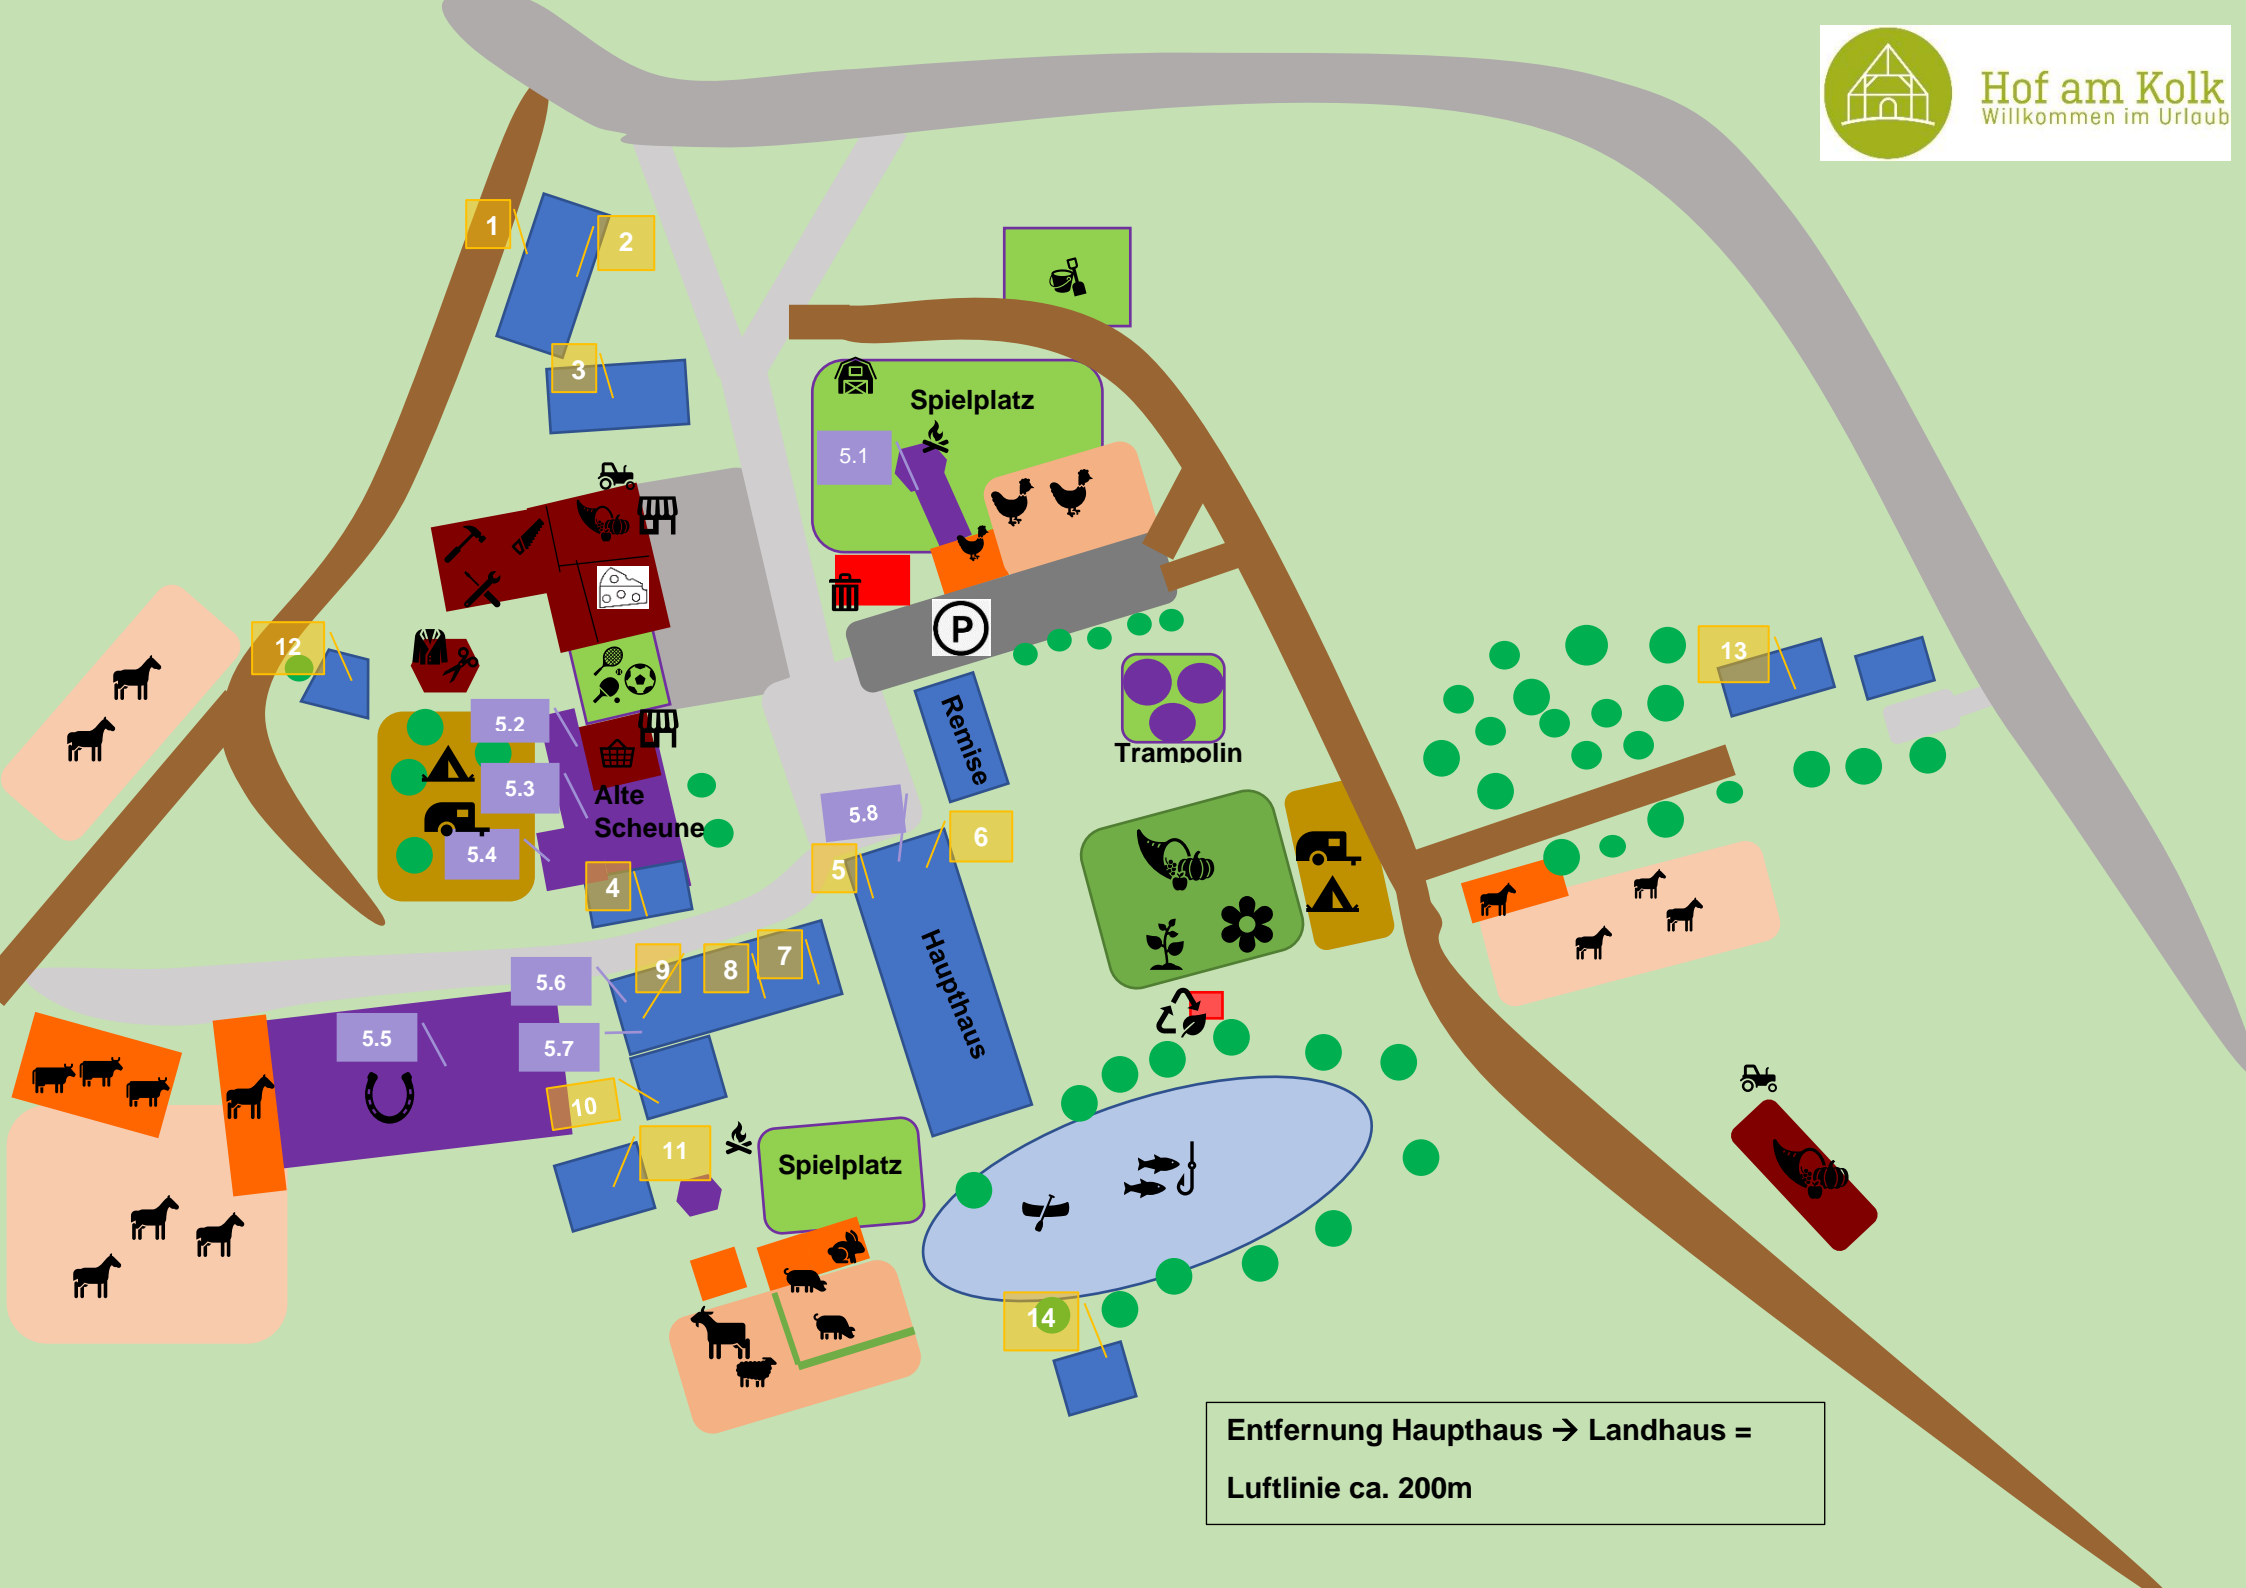 Hof am Kolk
Willkommen im Urlaub
1
2
3
Spielplatz
5.1
P
12
13
5.2
Remise
Trampolin
5.3
Alte
Scheune
5.8
5.4
6
5
4
Haupthaus
9
8
7
5.6
5.5
5.7
10
11
Spielplatz
14
Entfernung Haupthaus → Landhaus =
Luftlinie ca. 200m